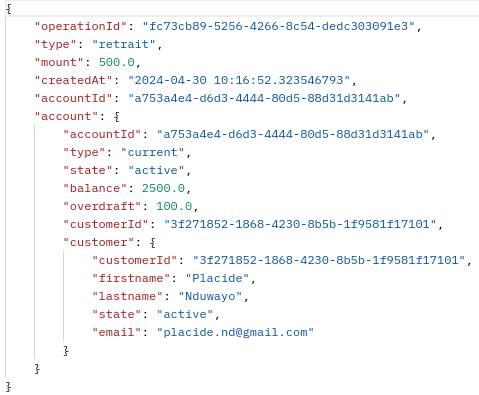 {
    "operationId": "fc73cb89-5256-4266-8c54-dedc303091e3",
    "type": "retrait",
    "mount": 500.0,
    "createdAt": "2024-04-30 10:16:52.323546793",
    "accountId": "a753a4e4-d6d3-4444-80d5-88d31d3141ab",
    "account": {
        "accountId": "a753a4e4-d6d3-4444-80d5-88d31d3141ab",
        "type": "current",
        "state": "active",
        "balance": 2500.0,
        "overdraft": 100.0,
        "customerId": "3f271852-1868-4230-8b5b-1f9581f17101",
        "customer": {
            "customerId": "3f271852-1868-4230-8b5b-1f9581f17101",
            "firstname": "Placide",
            "lastname": "Nduwayo",
            "state": "active",
            "email": "placide.nd@gmail.com"
        }
    }
}